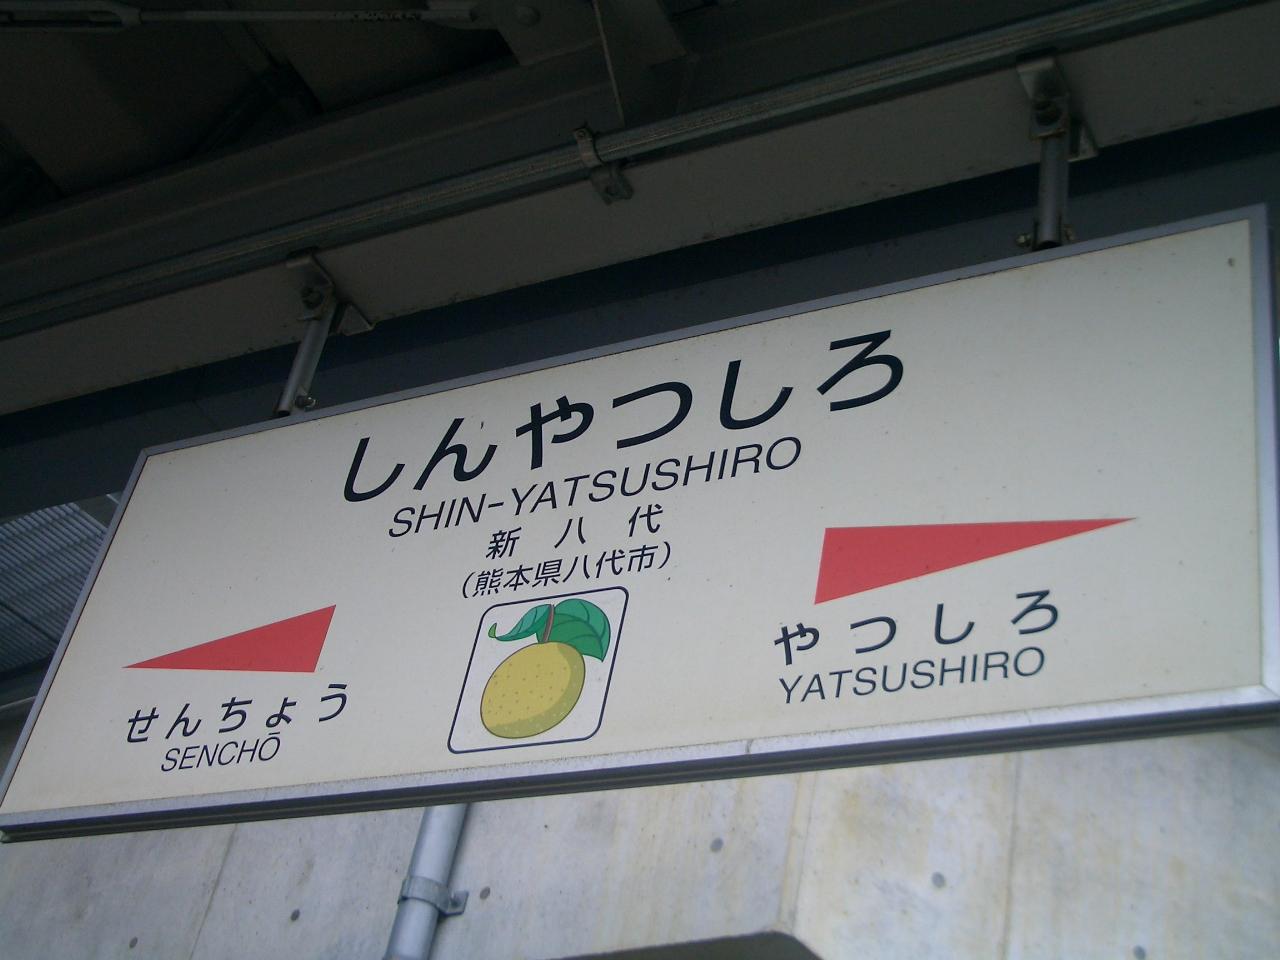 しんやつしろ
SHIN-YATSUSHIRO
新八代
(熊本県八代市)
せんちょう
SENCHŌ
やつしろ
YATSUSHIRO